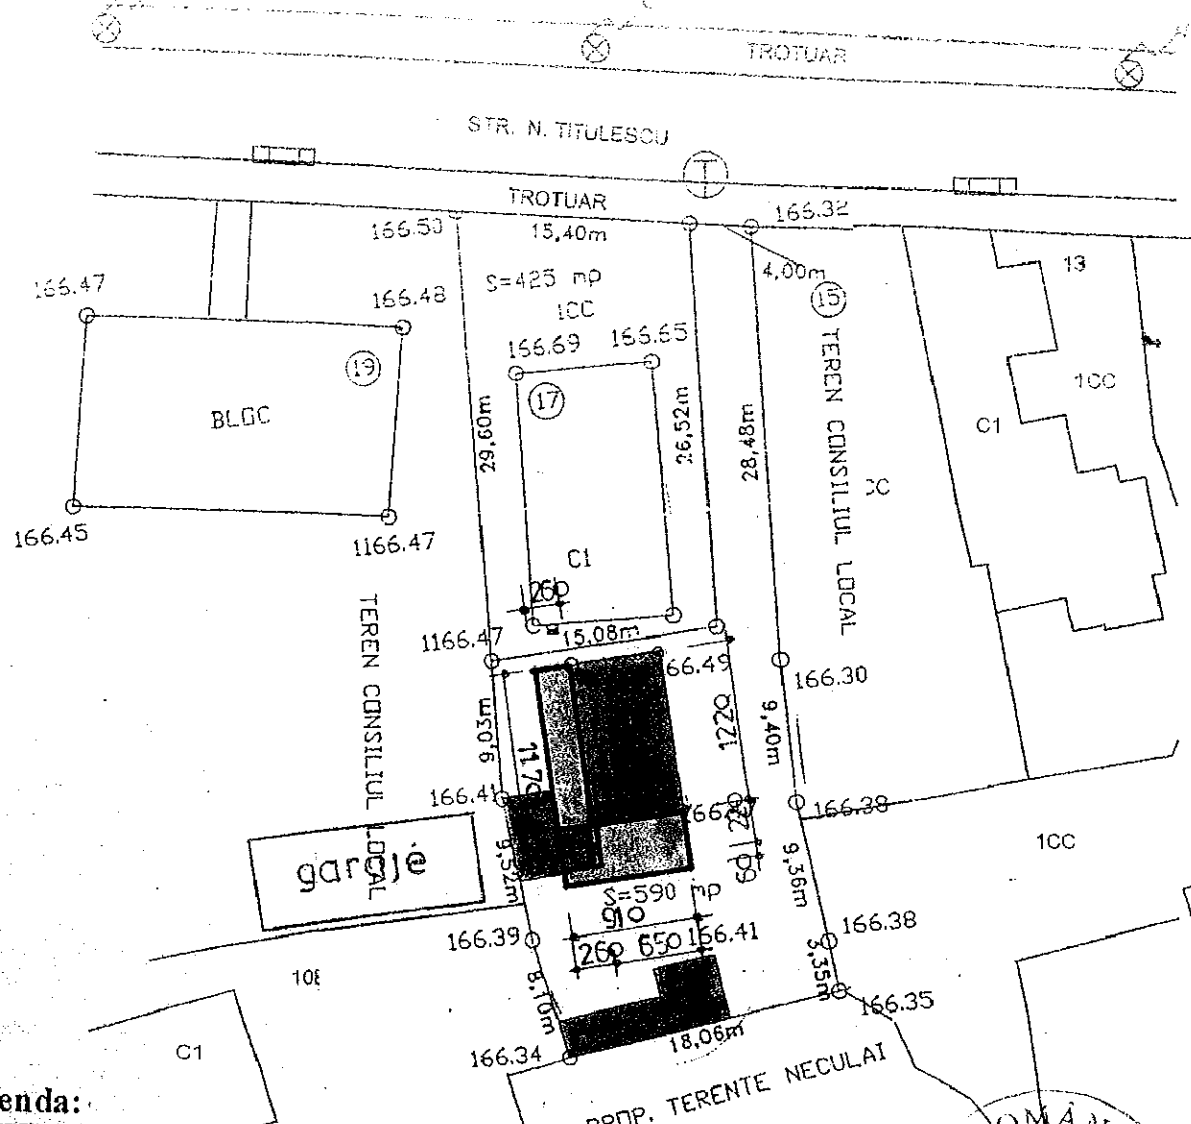 TROTUAR
STR. N. TITULESCU
T
TROTUAR
166.50
15,40m
166.32
4,00m
13
S=425 mp
1CC
166.47
166.48
15
166.69
166.65
19
17
1CC
BLOC
C1
29,60m
26,52m
28,48m
TEREN CONSILIUL LOCAL
CC
166.45
1166.47
C1
260
TEREN CONSILIUL LOCAL
1166.47
15,08m
66.49
166.30
9,03m
1170
1220
9,40m
166.41
166.38
garaje
9,52m
9,36m
1CC
S=590 mp
910
166.39
260 650
166.41
166.38
3,35m
8,10m
166.35
C1
18,06m
166.34
PROP. TERENTE NECULAI
enda: